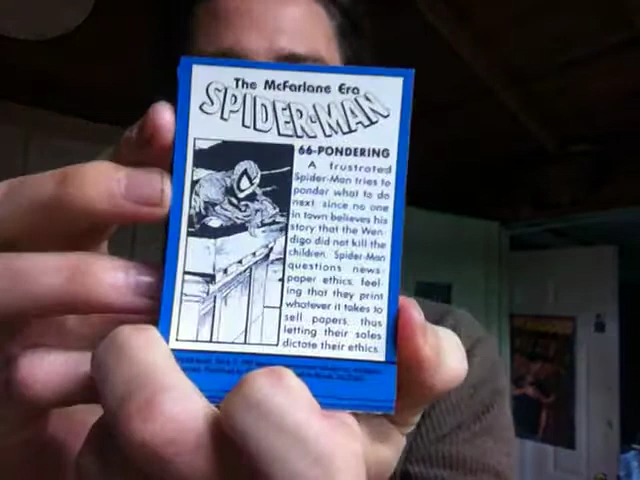 The McFarlane Era
SPIDER-MAN
66-PONDERING
A frustrated
Spider-Man tries to
ponder what to do
next, since no one
in town believes his
story that the Wen-
digo did not kill the
children. Spider-Man
questions news-
paper ethics, feel-
ing that they print
whatever it takes to
sell papers, thus
letting their sales
dictate their ethics.